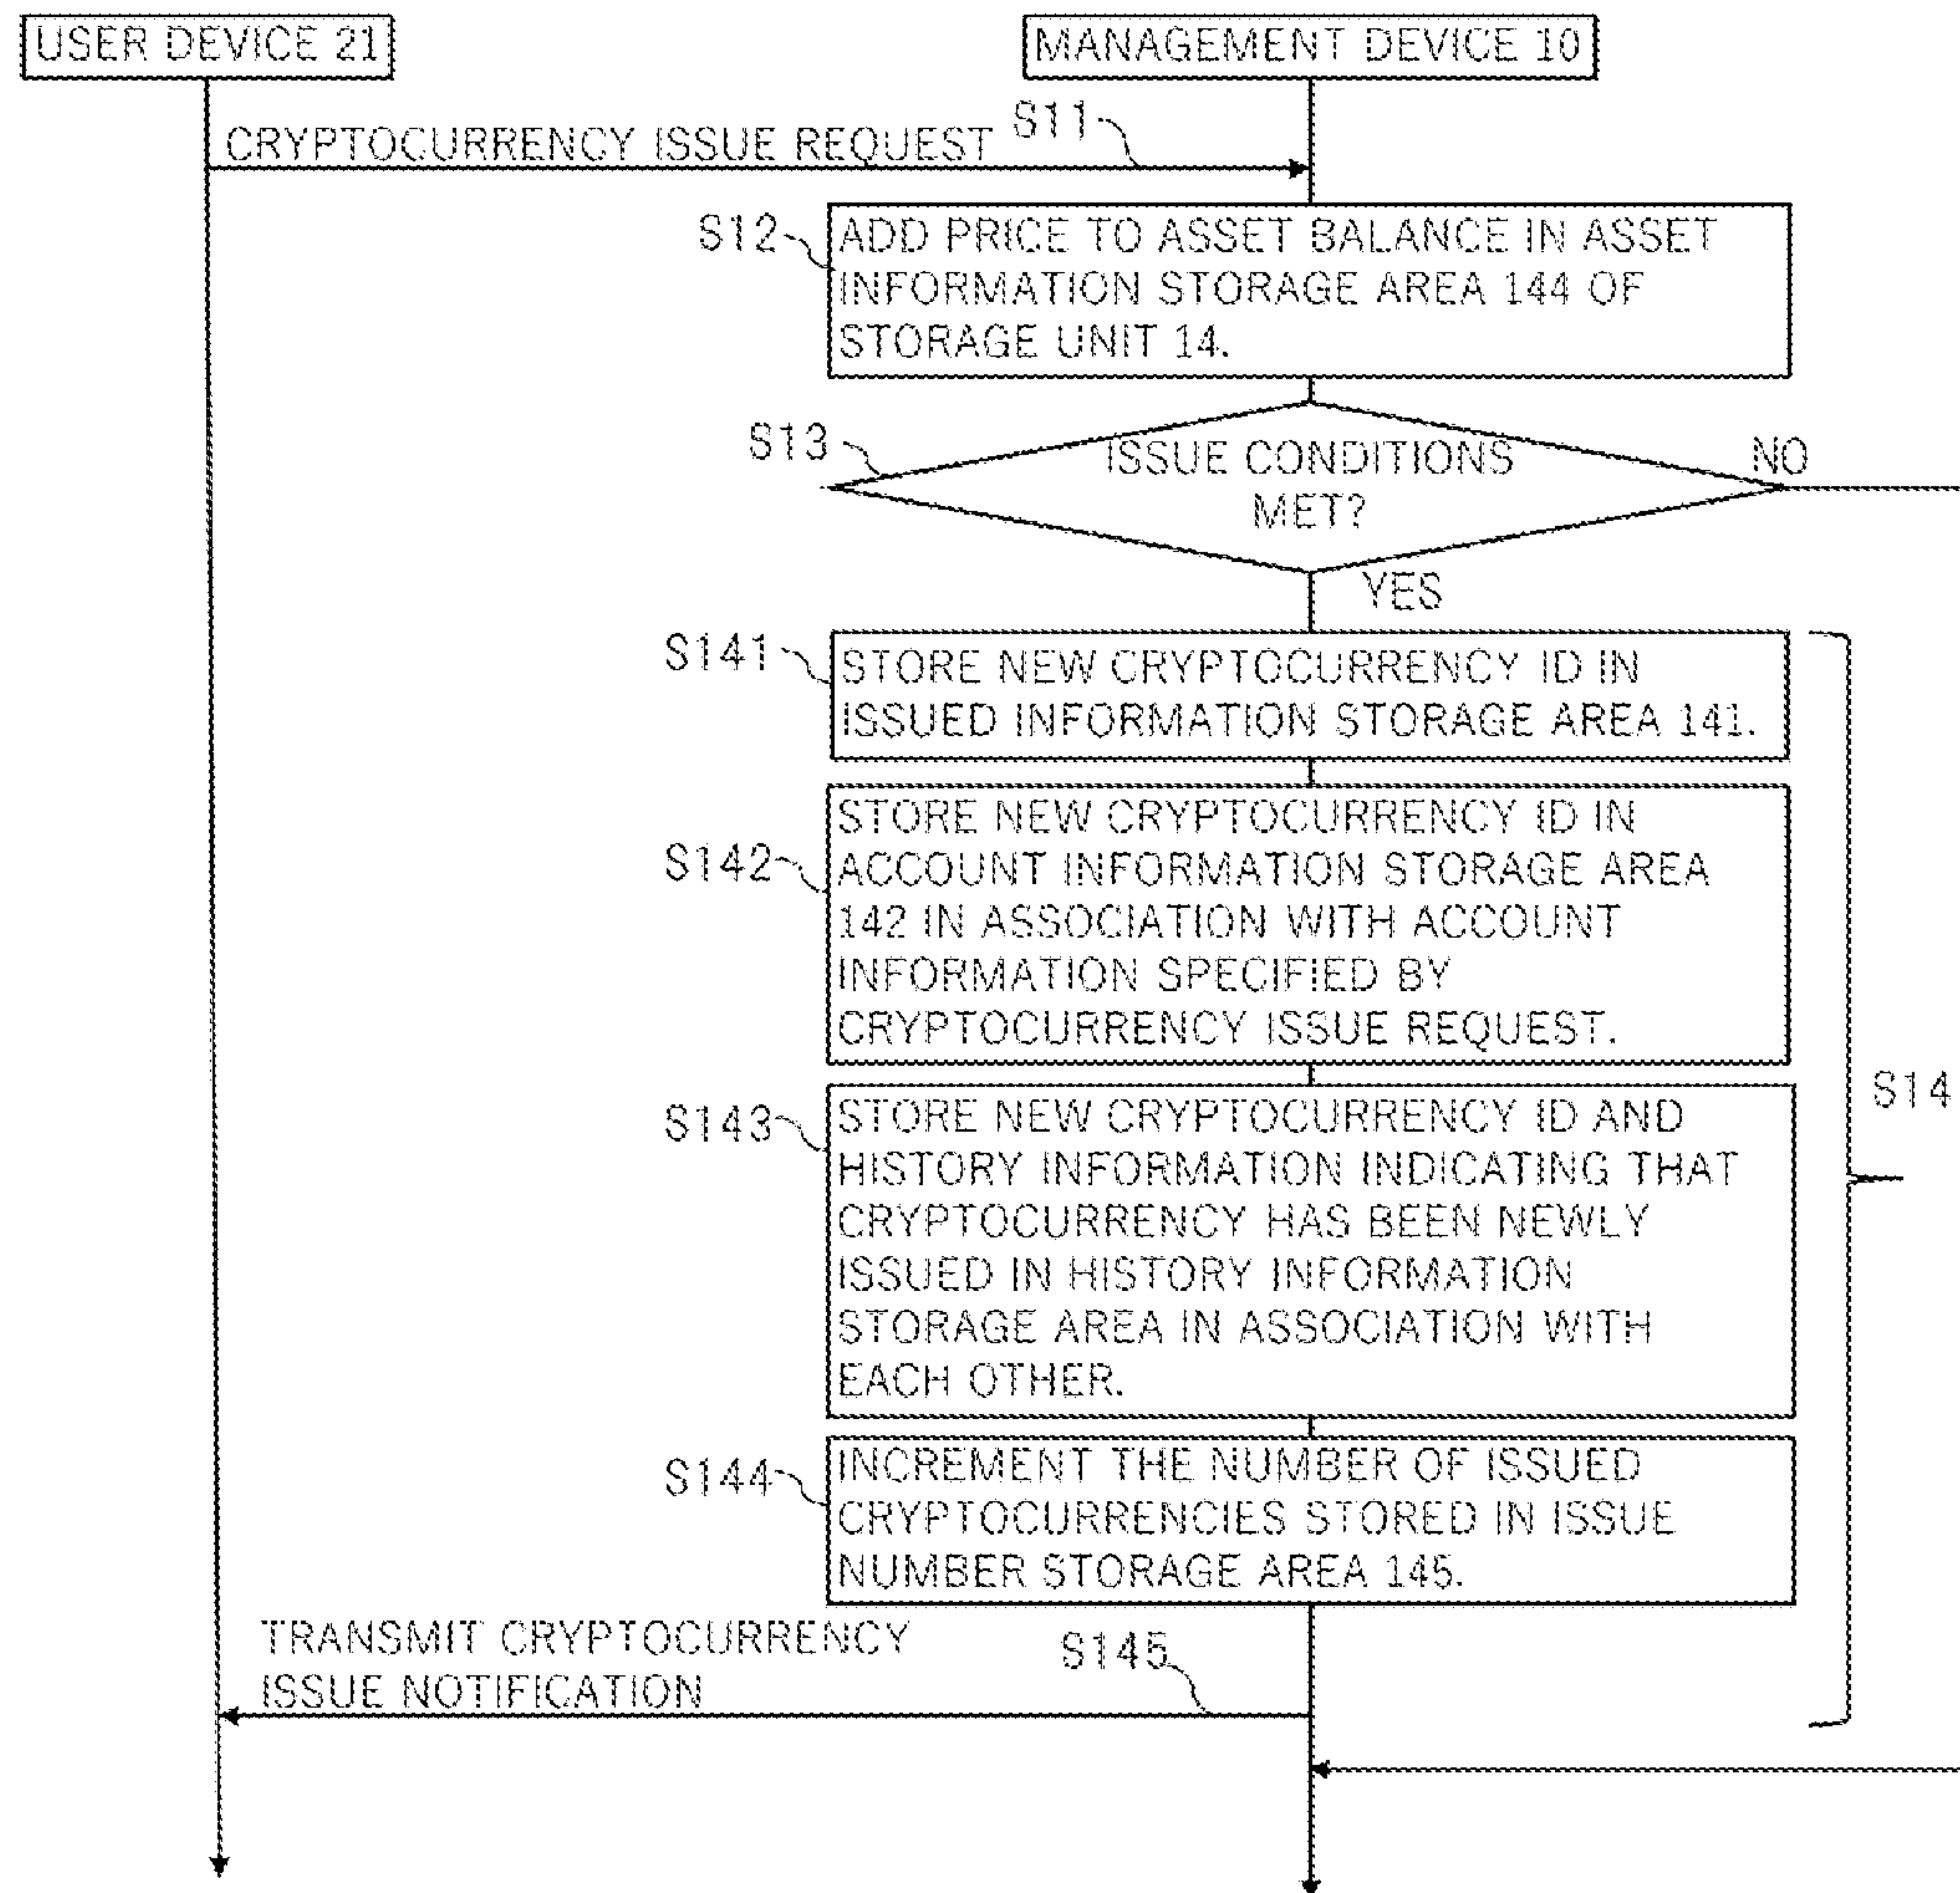 USER DEVICE 21
MANAGEMENT DEVICE 10
CRYPTOCURRENCY ISSUE REQUEST
S11
S12
ADD PRICE TO ASSET BALANCE IN ASSET
INFORMATION STORAGE AREA 144 OF
STORAGE UNIT 14.
S13
ISSUE CONDITIONS
MET?
NO
YES
S141
STORE NEW CRYPTOCURRENCY ID IN
ISSUED INFORMATION STORAGE AREA 141.
S142
STORE NEW CRYPTOCURRENCY ID IN
ACCOUNT INFORMATION STORAGE AREA
142 IN ASSOCIATION WITH ACCOUNT
INFORMATION SPECIFIED BY
CRYPTOCURRENCY ISSUE REQUEST.
S14
S143
STORE NEW CRYPTOCURRENCY ID AND
HISTORY INFORMATION INDICATING THAT
CRYPTOCURRENCY HAS BEEN NEWLY
ISSUED IN HISTORY INFORMATION
STORAGE AREA IN ASSOCIATION WITH
EACH OTHER.
S144
INCREMENT THE NUMBER OF ISSUED
CRYPTOCURRENCIES STORED IN ISSUE
NUMBER STORAGE AREA 145.
TRANSMIT CRYPTOCURRENCY
ISSUE NOTIFICATION
S145